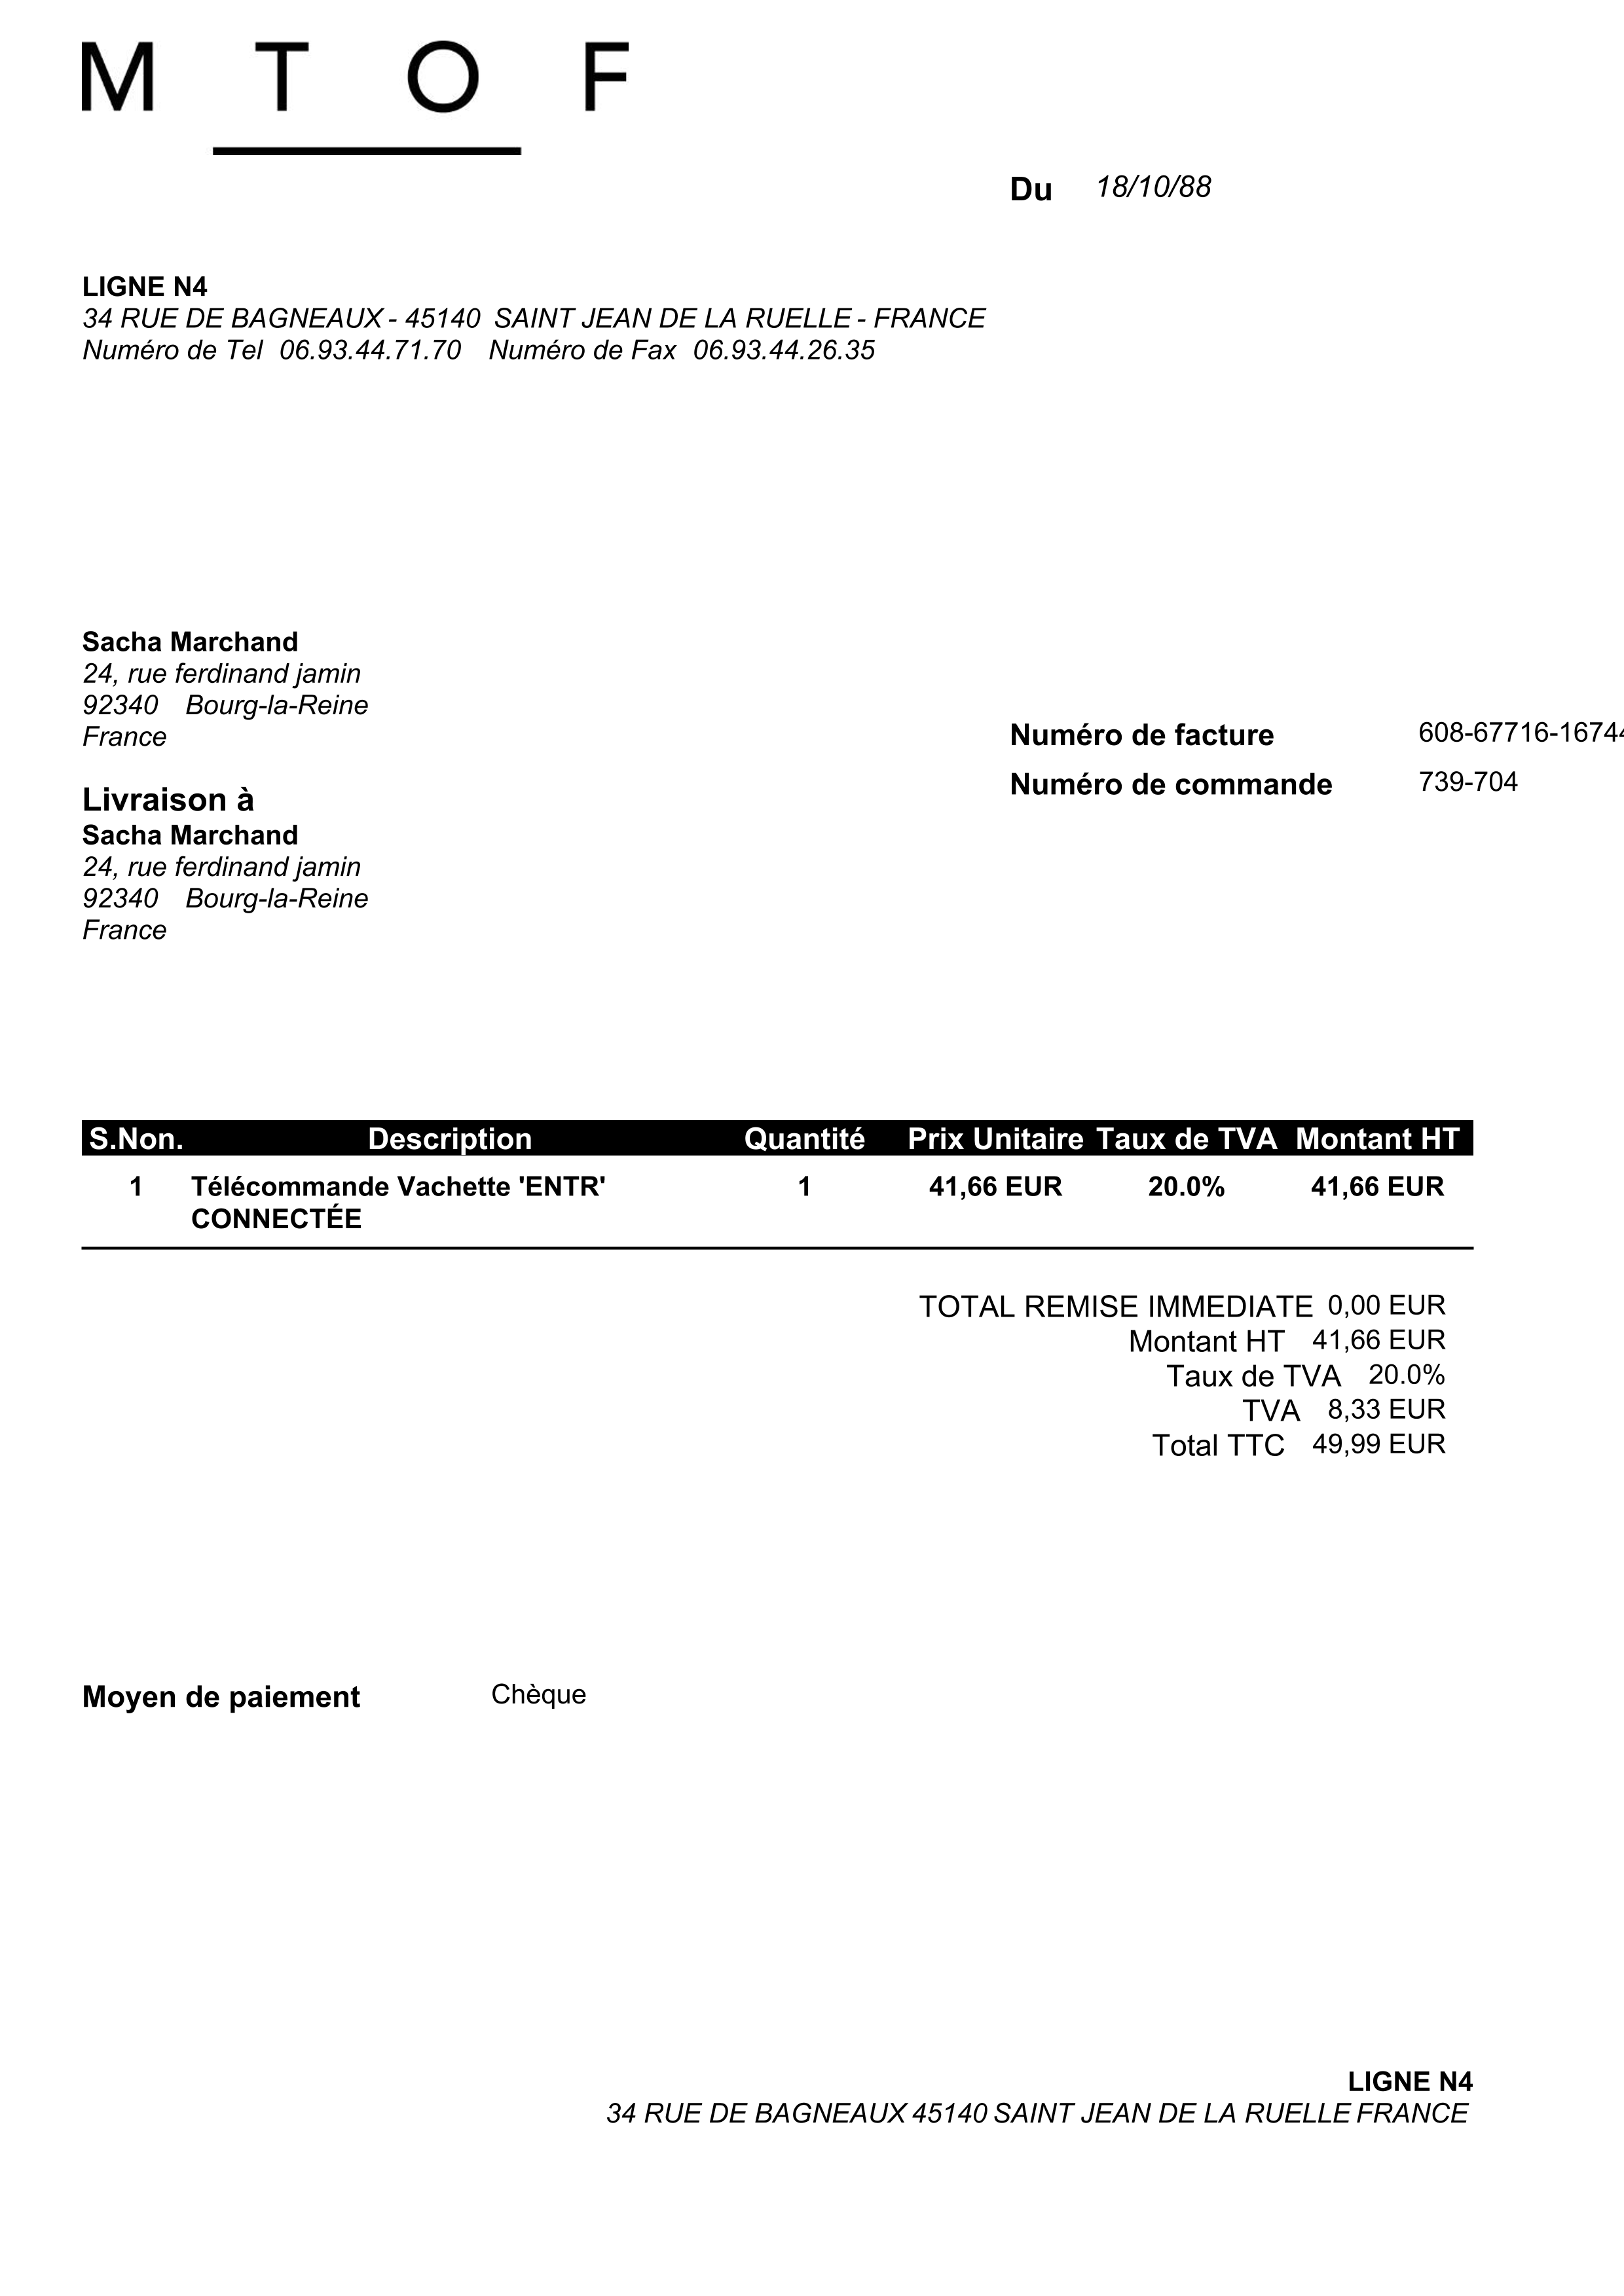 M T O F
Du 18/10/88
LIGNE N4
34 RUE DE BAGNEAUX - 45140 SAINT JEAN DE LA RUELLE - FRANCE
Numéro de Tel 06.93.44.71.70 Numéro de Fax 06.93.44.26.35
Sacha Marchand
24, rue ferdinand jamin
92340 Bourg-la-Reine
France
Numéro de facture
Numéro de commande 739-704
Livraison à
Sacha Marchand
24, rue ferdinand jamin
92340 Bourg-la-Reine
France
S.Non. Description Quantité Prix Unitaire Taux de TVA Montant HT
1 Télécommande Vachette 'ENTR' 1 41,66 EUR 20.0% 41,66 EUR
CONNECTÉE
TOTAL REMISE IMMEDIATE 0,00 EUR
Montant HT 41,66 EUR
Taux de TVA 20.0%
TVA 8,33 EUR
Total TTC 49,99 EUR
Moyen de paiement Chèque
LIGNE N4
34 RUE DE BAGNEAUX 45140 SAINT JEAN DE LA RUELLE FRANCE